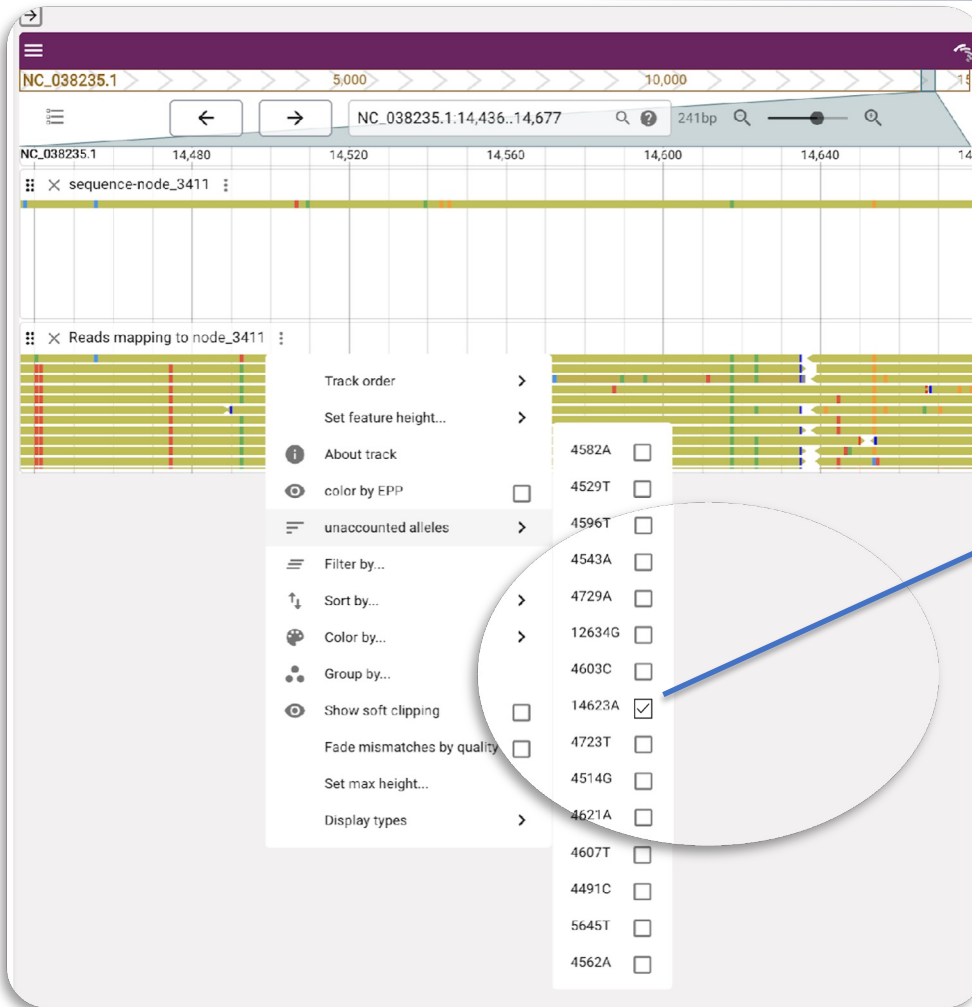 NC_038235.1 5,000 10,000 15
NC_038235.1:14,436..14,677 241bp
NC_038235.1 14,480 14,520 14,560 14,600 14,640 14
sequence-node_3411
Reads mapping to node_3411
Track order
Set feature height...
About track
color by EPP
unaccounted alleles
Filter by...
Sort by...
Color by...
Group by...
Show soft clipping
Fade mismatches by quality
Set max height...
Display types
4582A
4529T
4596T
4543A
4729A
12634G
4603C
14623A
4723T
4514G
4621A
4607T
4491C
5645T
4562A